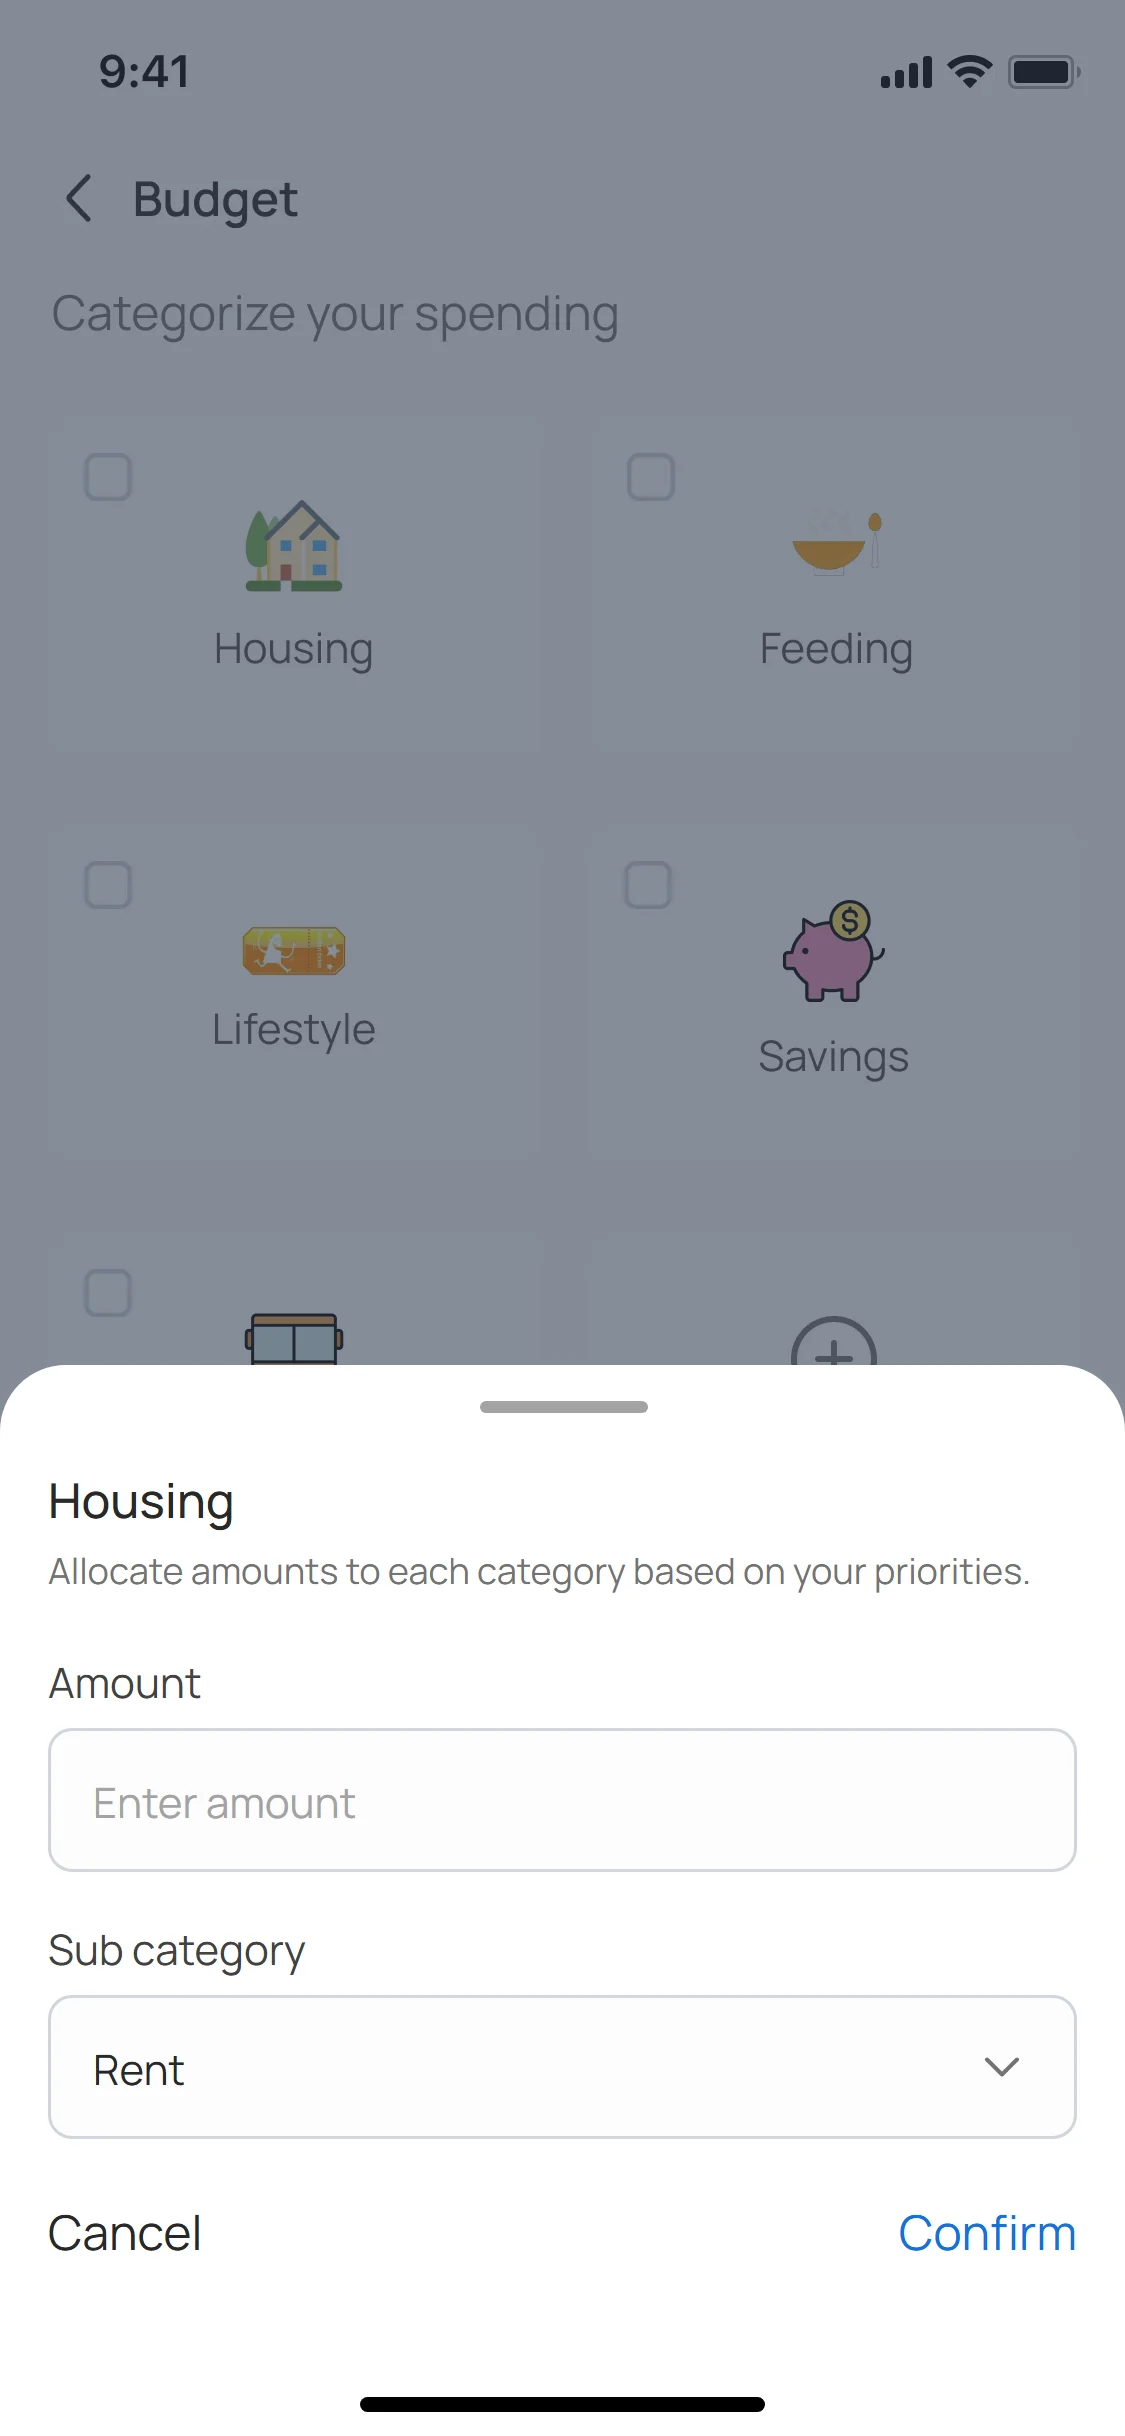 9:41
Budget
Categorize your spending
Housing
Feeding
Lifestyle
Savings
Housing
Allocate amounts to each category based on your priorities.
Amount
Enter amount
Sub category
Rent
Cancel
Confirm